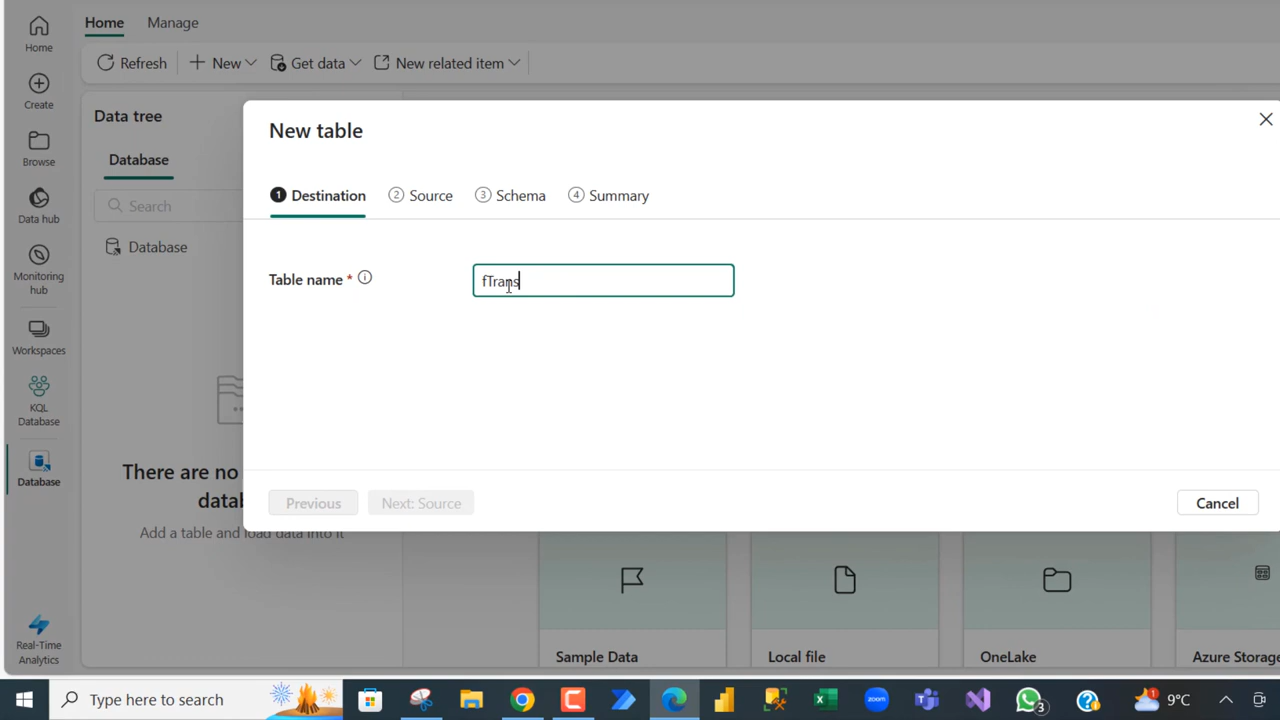 Home
Manage
Home
Refresh
New
Get data
New related item
Create
Data tree
New table
Browse
Database
1 Destination
2 Source
3 Schema
4 Summary
Search
Data hub
Database
Table name *
fTrans
Monitoring
hub
Workspaces
KQL
Database
There are no
datab
Database
Previous
Next: Source
Cancel
Add a table and load data into it
Real-Time
Analytics
Sample Data
Local file
OneLake
Azure Storage
Type here to search
zoom
3
1
9°C